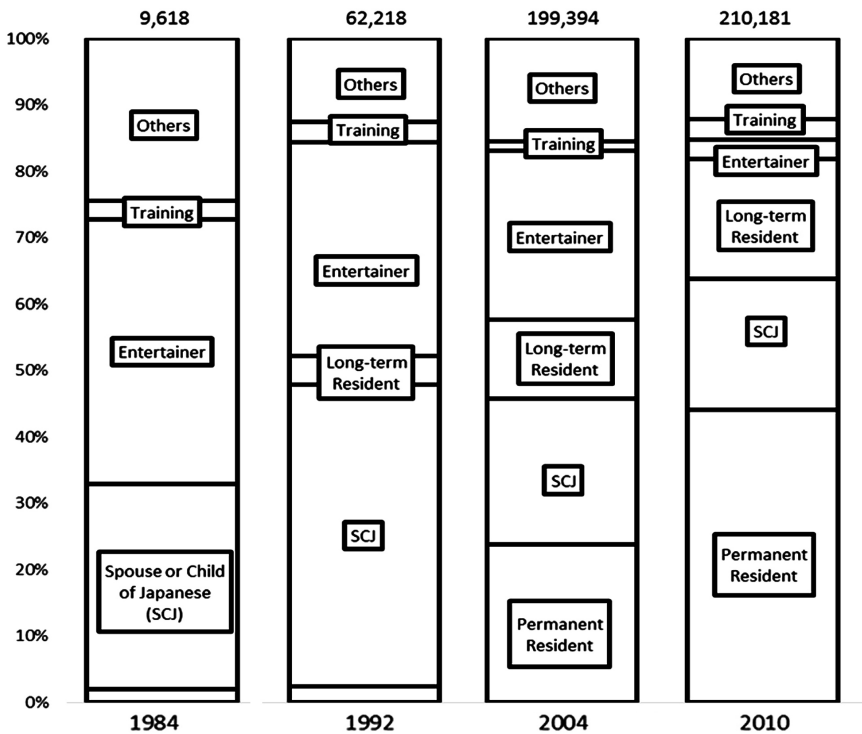 9,618
62,218
199,394
210,181
100%
90%
80%
70%
60%
50%
40%
30%
20%
10%
0%
Others
Training
Entertainer
Spouse or Child
of Japanese
(SCJ)
Others
Training
Entertainer
Long-term
Resident
SCJ
Others
Training
Entertainer
Long-term
Resident
SCJ
Permanent
Resident
Others
Training
Entertainer
Long-term
Resident
SCJ
Permanent
Resident
1984
1992
2004
2010